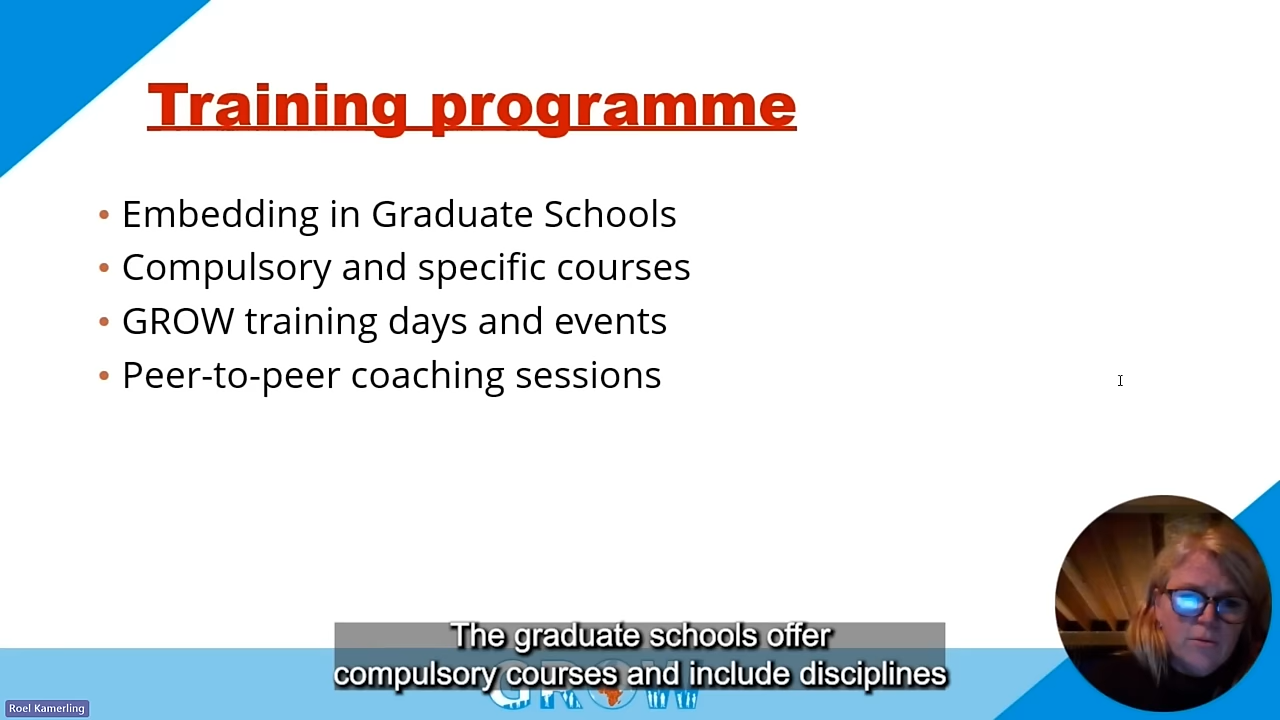 Training programme
• Embedding in Graduate Schools
• Compulsory and specific courses
• GROW training days and events
• Peer-to-peer coaching sessions
The graduate schools offer
compulsory courses and include disciplines
GROW
Roel Kamerling